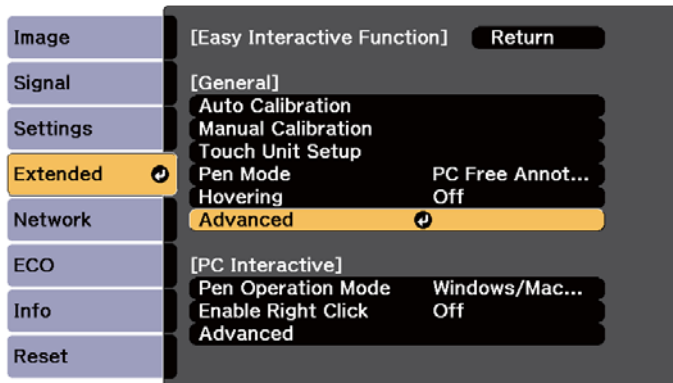 Image
Signal
Settings
Extended
Network
ECO
Info
Reset
[Easy Interactive Function] Return
[General]
Auto Calibration
Manual Calibration
Touch Unit Setup
Pen Mode PC Free Annot...
Hovering Off
Advanced
[PC Interactive]
Pen Operation Mode Windows/Mac...
Enable Right Click Off
Advanced